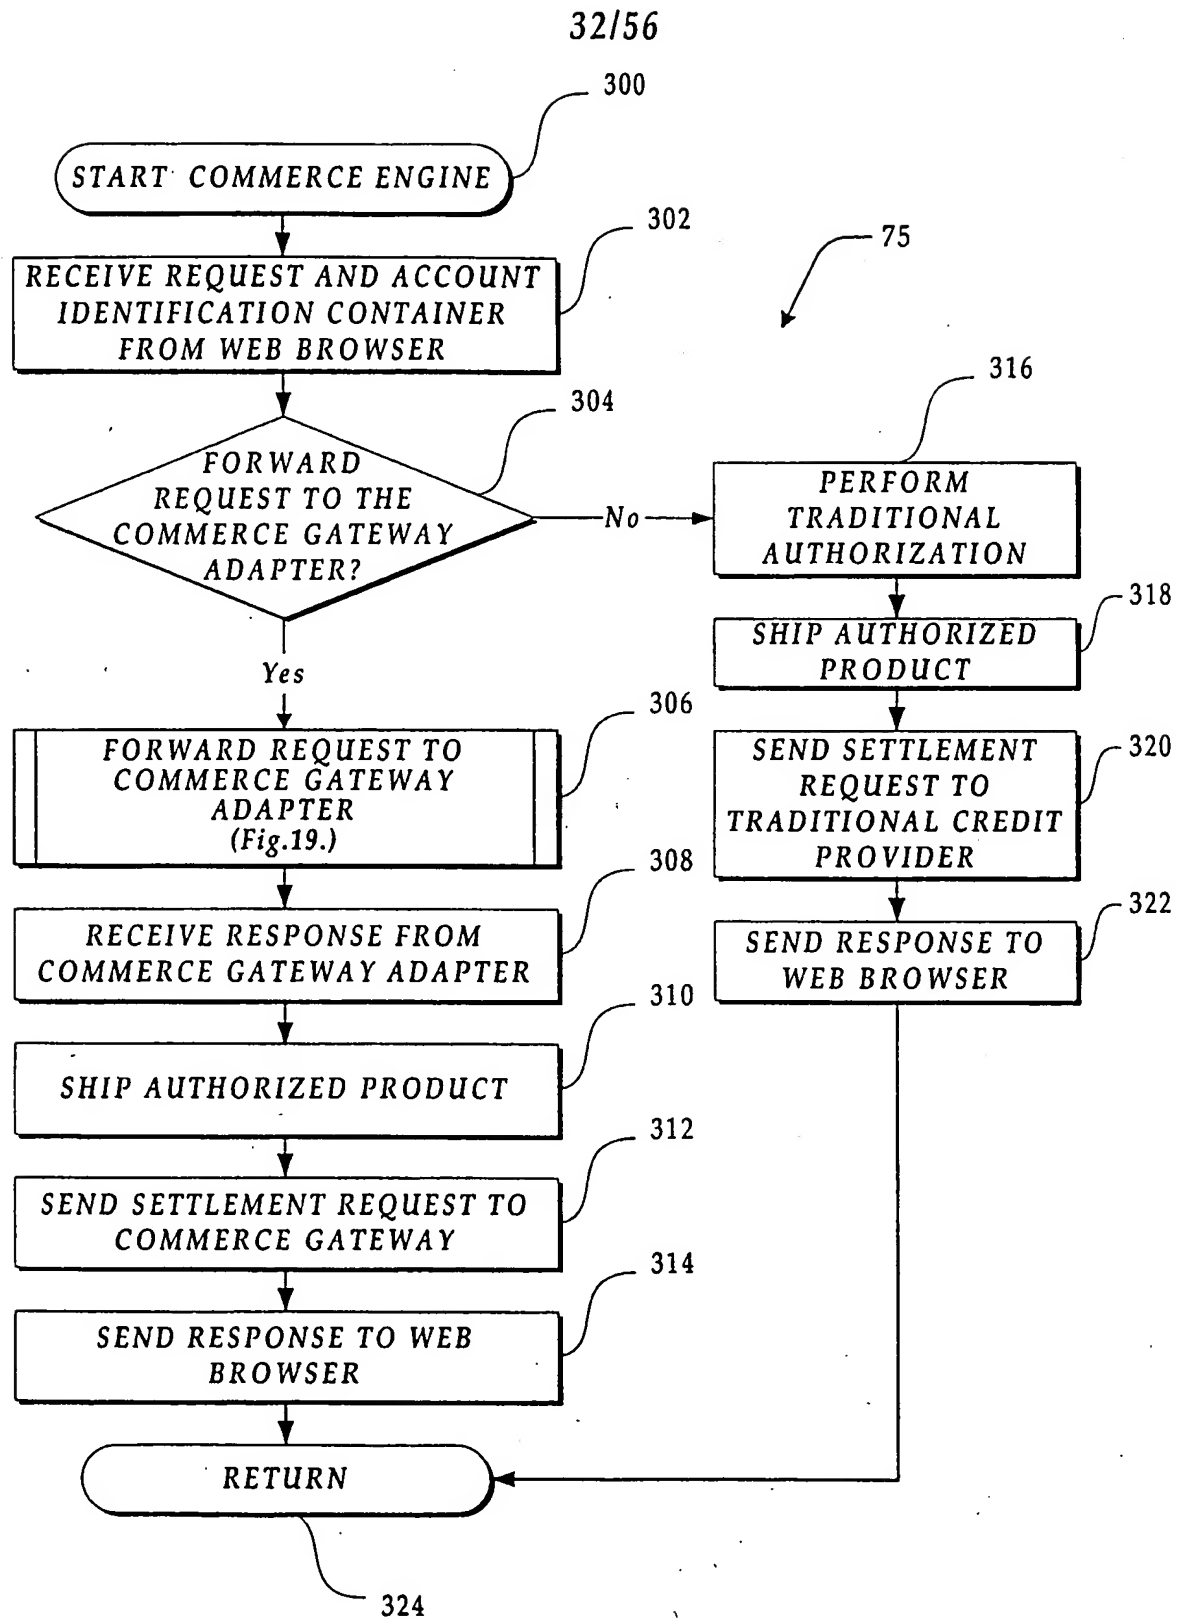 32/56
300
START COMMERCE ENGINE
302
75
RECEIVE REQUEST AND ACCOUNT
IDENTIFICATION CONTAINER
FROM WEB BROWSER
304
316
FORWARD
REQUEST TO THE
COMMERCE GATEWAY
ADAPTER?
No
PERFORM
TRADITIONAL
AUTHORIZATION
318
SHIP AUTHORIZED
PRODUCT
Yes
306
FORWARD REQUEST TO
COMMERCE GATEWAY
ADAPTER
(Fig.19.)
320
SEND SETTLEMENT
REQUEST TO
TRADITIONAL CREDIT
PROVIDER
308
RECEIVE RESPONSE FROM
COMMERCE GATEWAY ADAPTER
322
SEND RESPONSE TO
WEB BROWSER
310
SHIP AUTHORIZED PRODUCT
312
SEND SETTLEMENT REQUEST TO
COMMERCE GATEWAY
314
SEND RESPONSE TO WEB
BROWSER
RETURN
324